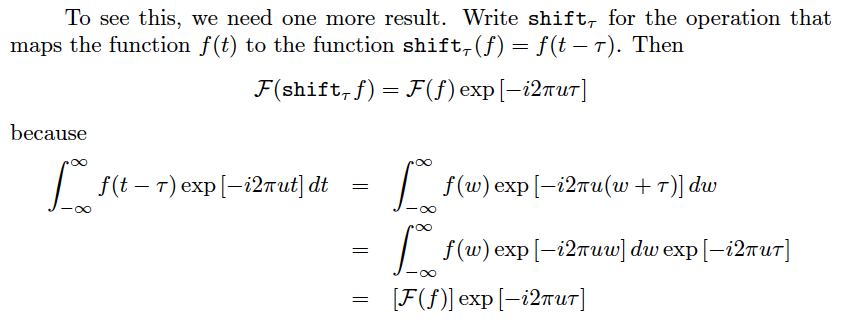 To see this, we need one more result. Write shift_τ for the operation that
maps the function f(t) to the function shift_τ(f) = f(t − τ). Then
ℱ(shift_τ f) = ℱ(f) exp [−i2πuτ]
because
∫_{−∞}^{∞} f(t − τ) exp [−i2πut] dt = ∫_{−∞}^{∞} f(w) exp [−i2πu(w + τ)] dw
= ∫_{−∞}^{∞} f(w) exp [−i2πuw] dw exp [−i2πuτ]
= [ℱ(f)] exp [−i2πuτ]